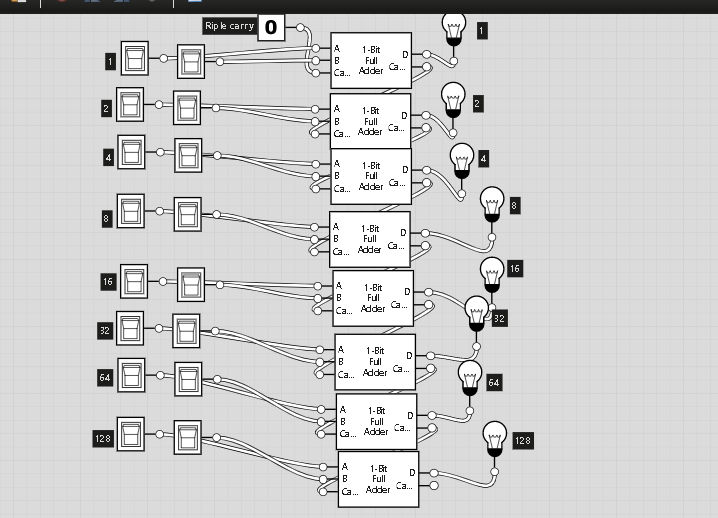 Riple carry 0
1
1
A 1-Bit D
B Full
Ca... Adder Ca...
2
2
A 1-Bit D
B Full
Ca... Adder Ca...
4
4
A 1-Bit D
B Full
Ca... Adder Ca...
8
8
A 1-Bit D
B Full
Ca... Adder Ca...
16
16
A 1-Bit D
B Full
Ca... Adder Ca...
32
32
A 1-Bit D
B Full
Ca... Adder Ca...
64
64
A 1-Bit D
B Full
Ca... Adder Ca...
128
128
A 1-Bit D
B Full
Ca... Adder Ca...